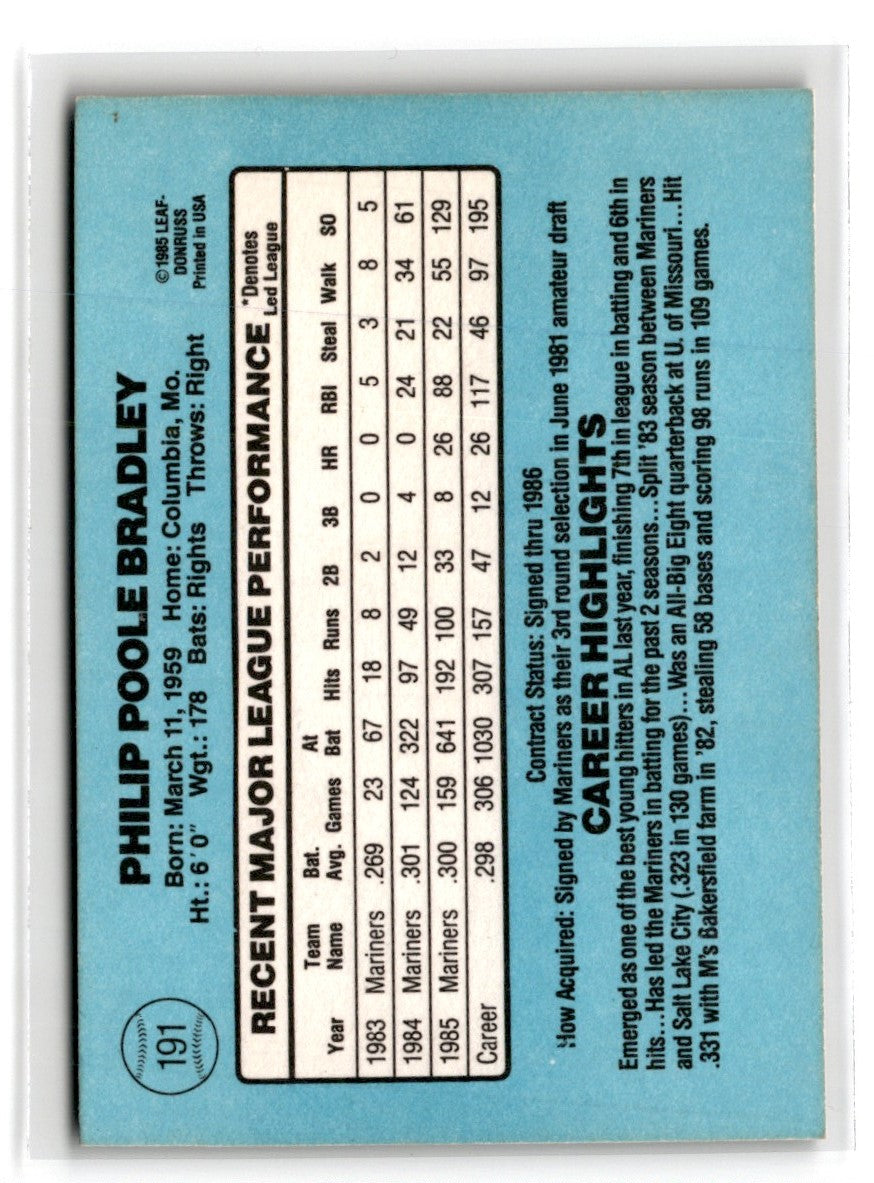 191
PHILIP POOLE BRADLEY
Born: March 11, 1959 Home: Columbia, Mo.
Ht.: 6'0" Wgt.: 178 Bats: Rights Throws: Right
©1985 LEAF-
DONRUSS
Printed in USA
RECENT MAJOR LEAGUE PERFORMANCE
*Denotes
Led League
Year Team Name Bat. Avg. Games At Bat Hits Runs 2B 3B HR RBI Steal Walk SO
1983 Mariners .269 23 67 18 8 2 0 0 5 3 8 5
1984 Mariners .301 124 322 97 49 12 4 0 24 21 34 61
1985 Mariners .300 159 641 192 100 33 8 26 88 22 55 129
Career .298 306 1030 307 157 47 12 26 117 46 97 195
Contract Status: Signed thru 1986
How Acquired: Signed by Mariners as their 3rd round selection in June 1981 amateur draft
CAREER HIGHLIGHTS
Emerged as one of the best young hitters in AL last year, finishing 7th in league in batting and 6th in
hits...Has led the Mariners in batting for the past 2 seasons...Split '83 season between Mariners
and Salt Lake City (.323 in 130 games)...Was an All-Big Eight quarterback at U. of Missouri...Hit
.331 with M's Bakersfield farm in '82, stealing 58 bases and scoring 98 runs in 109 games.